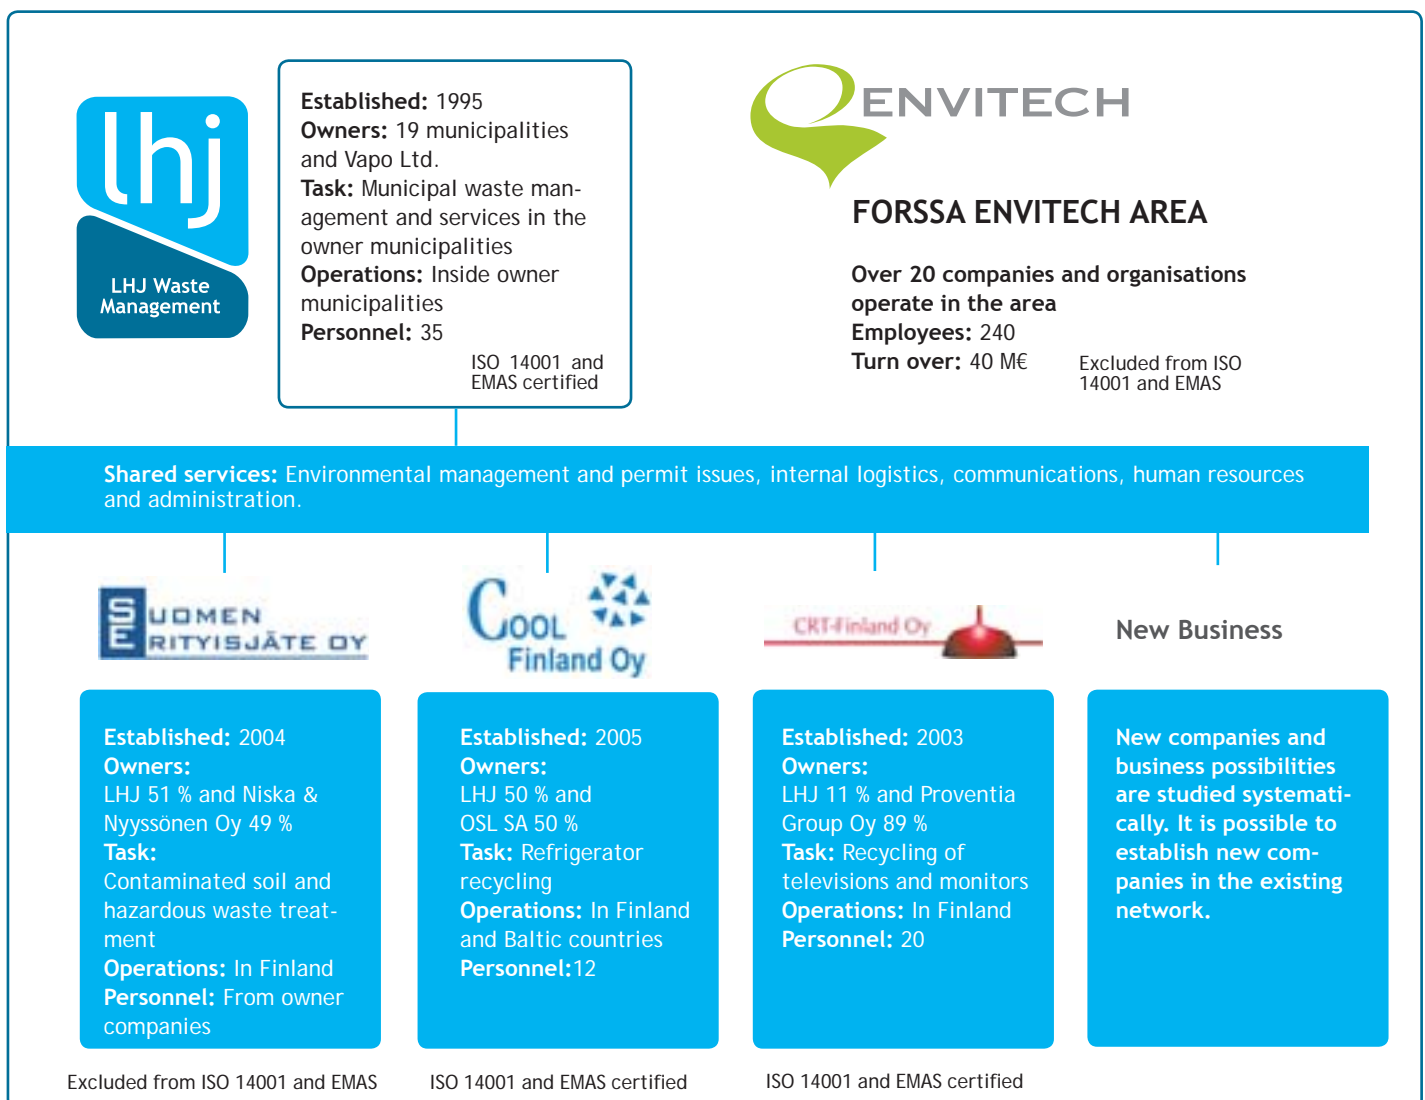 lhj
LHJ Waste
Management
Established: 1995
Owners: 19 municipalities
and Vapo Ltd.
Task: Municipal waste man-
agement and services in the
owner municipalities
Operations: Inside owner
municipalities
Personnel: 35
ISO 14001 and
EMAS certified
ENVITECH
FORSSA ENVITECH AREA
Over 20 companies and organisations
operate in the area
Employees: 240
Turn over: 40 M€
Excluded from ISO
14001 and EMAS
Shared services: Environmental management and permit issues, internal logistics, communications, human resources
and administration.
SUOMEN
ERITYISJÄTE OY
Established: 2004
Owners:
LHJ 51 % and Niska &
Nyyssönen Oy 49 %
Task:
Contaminated soil and
hazardous waste treat-
ment
Operations: In Finland
Personnel: From owner
companies
Excluded from ISO 14001 and EMAS
COOL
Finland Oy
Established: 2005
Owners:
LHJ 50 % and
OSL SA 50 %
Task: Refrigerator
recycling
Operations: In Finland
and Baltic countries
Personnel:12
ISO 14001 and EMAS certified
CRT-Finland Oy
Established: 2003
Owners:
LHJ 11 % and Proventia
Group Oy 89 %
Task: Recycling of
televisions and monitors
Operations: In Finland
Personnel: 20
ISO 14001 and EMAS certified
New Business
New companies and
business possibilities
are studied systemati-
cally. It is possible to
establish new com-
panies in the existing
network.